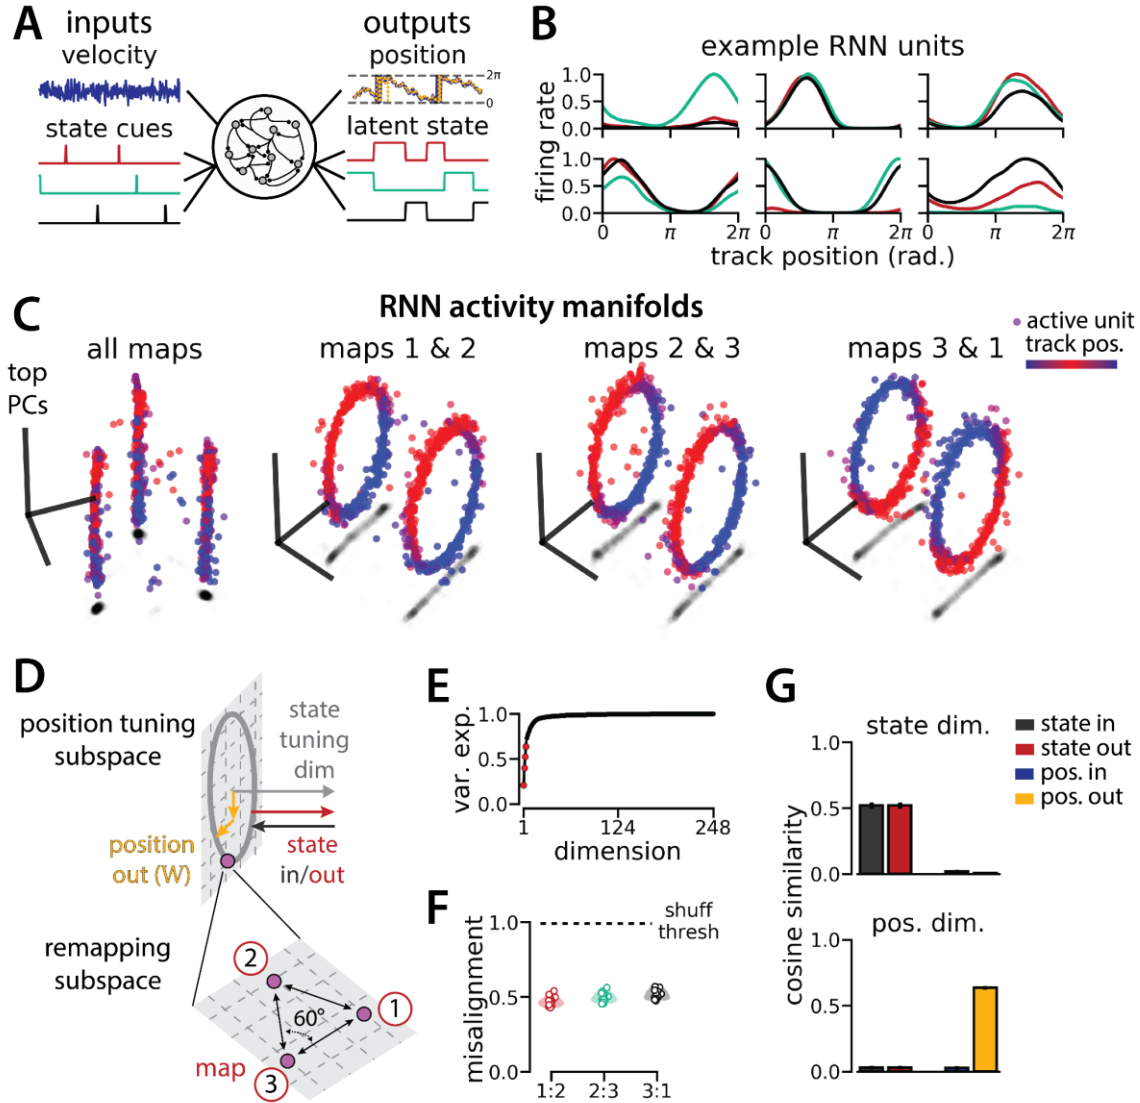 A
inputs
velocity
state cues
outputs
position
2π
0
latent state
B
example RNN units
firing rate
1.0
0.5
0.0
1.0
0.5
0.0
0
π
2π
0
π
2π
0
π
2π
track position (rad.)
C
RNN activity manifolds
all maps
maps 1 & 2
maps 2 & 3
maps 3 & 1
active unit
track pos.
top
PCs
D
position tuning
subspace
state
tuning
dim
position
out (W)
state
in/out
remapping
subspace
2
1
60°
map
3
E
var. exp.
1.0
0.5
0.0
1
124
248
dimension
F
misalignment
1.0
0.5
0.0
shuff
thresh
1:2
2:3
3:1
G
state dim.
state in
state out
pos. in
pos. out
cosine similarity
1.0
0.5
0.0
pos. dim.
1.0
0.5
0.0